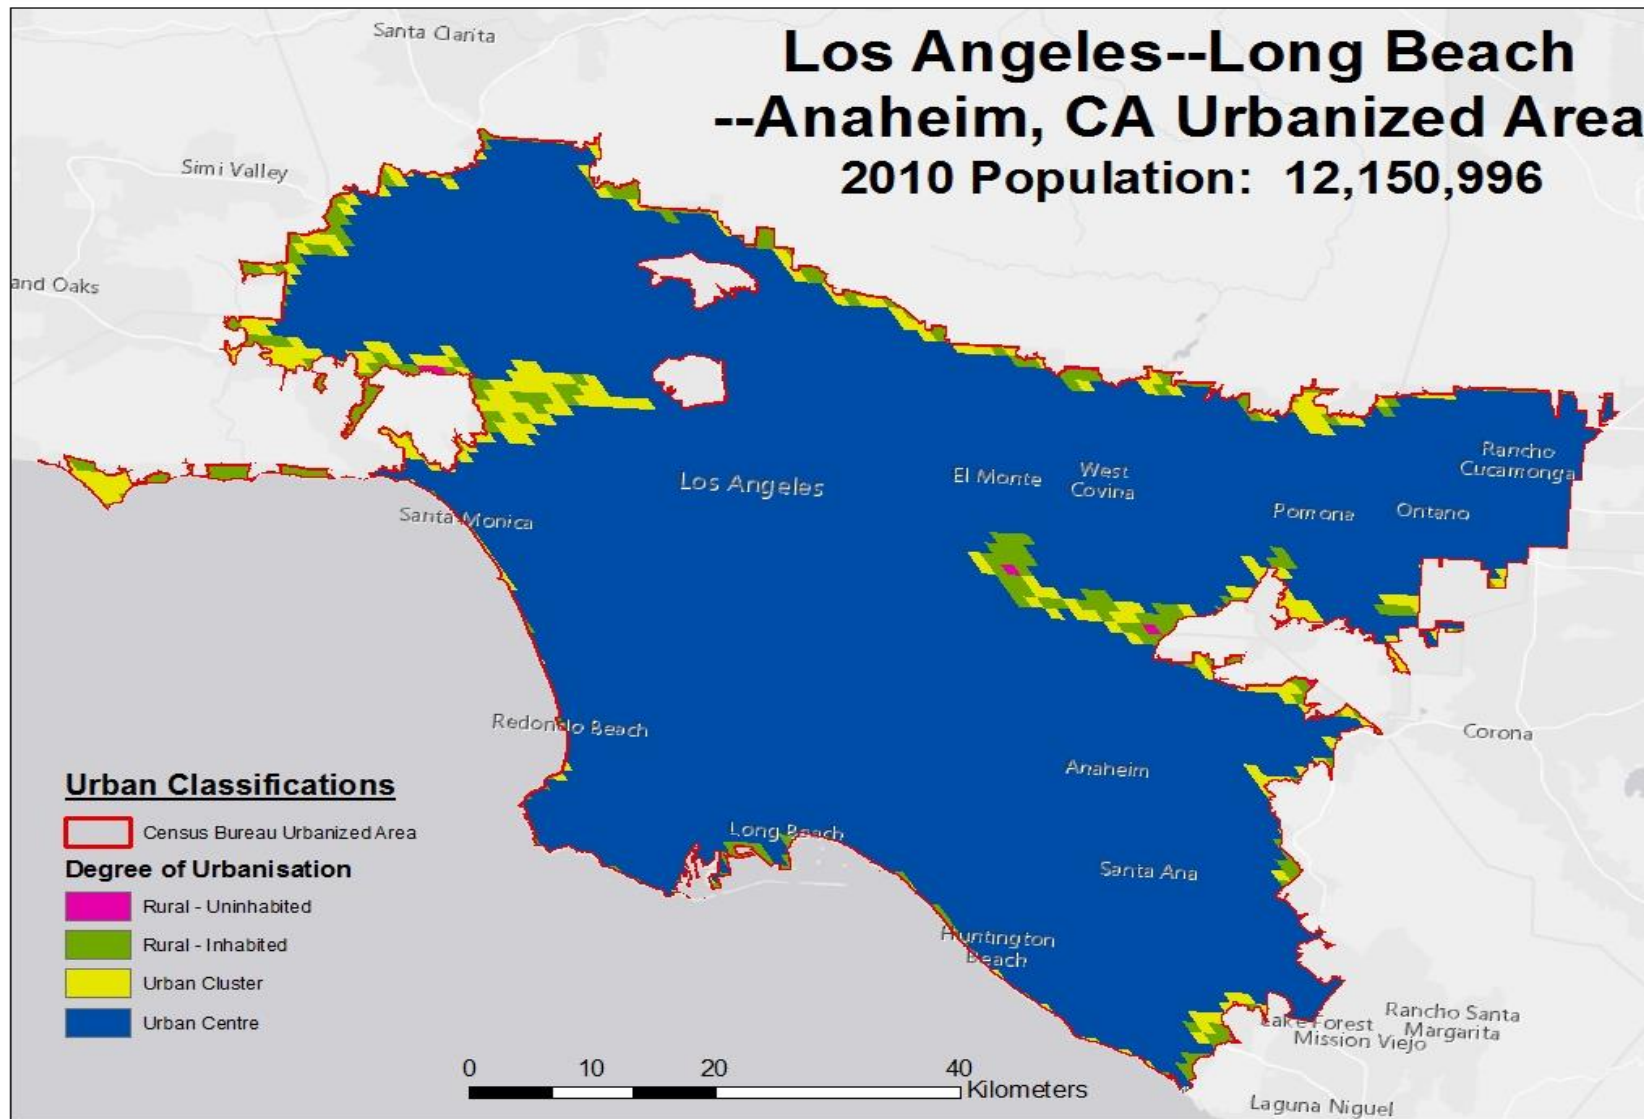 Santa Clarita
Los Angeles--Long Beach
--Anaheim, CA Urbanized Area
2010 Population: 12,150,996
Simi Valley
and Oaks
Los Angeles
El Monte
West
Covina
Rancho
Cucamonga
Pomona
Ontario
Santa Monica
Redondo Beach
Corona
Anaheim
Urban Classifications
Census Bureau Urbanized Area
Degree of Urbanisation
Rural - Uninhabited
Rural - Inhabited
Urban Cluster
Urban Centre
Long Beach
Santa Ana
Huntington
Beach
Lake Forest
Mission Viejo
Rancho Santa
Margarita
Laguna Niguel
0 10 20 40
Kilometers